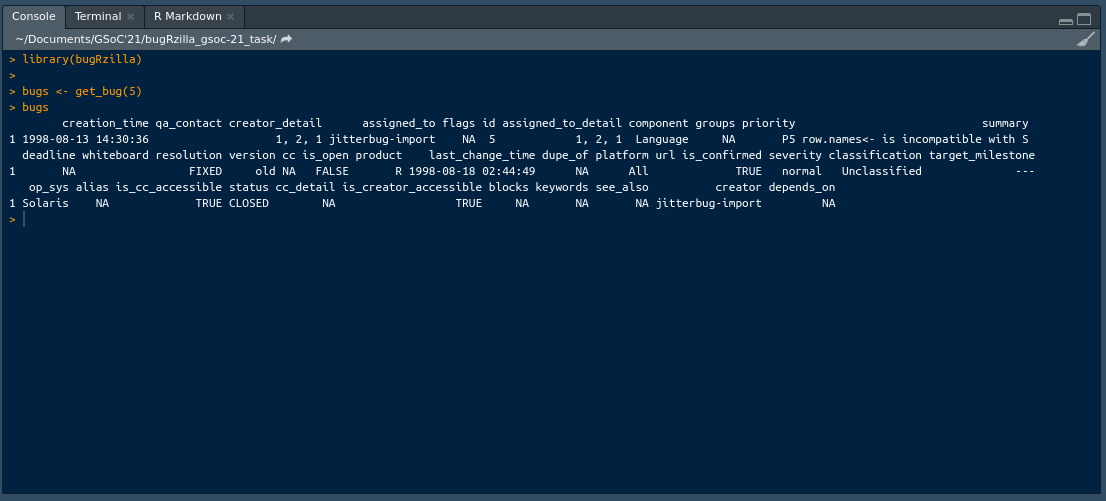 Console Terminal R Markdown
~/Documents/GSoC'21/bugRzilla_gsoc-21_task/
> library(bugRzilla)
>
> bugs <- get_bug(5)
> bugs
creation_time qa_contact creator_detail assigned_to flags id assigned_to_detail component groups priority summary
1 1998-08-13 14:30:36 1, 2, 1 jitterbug-import NA 5 1, 2, 1 Language NA P5 row.names<- is incompatible with S
deadline whiteboard resolution version cc is_open product last_change_time dupe_of platform url is_confirmed severity classification target_milestone
1 NA FIXED old NA FALSE R 1998-08-18 02:44:49 NA All TRUE normal Unclassified ---
op_sys alias is_cc_accessible status cc_detail is_creator_accessible blocks keywords see_also creator depends_on
1 Solaris NA TRUE CLOSED NA TRUE NA NA NA jitterbug-import NA
>